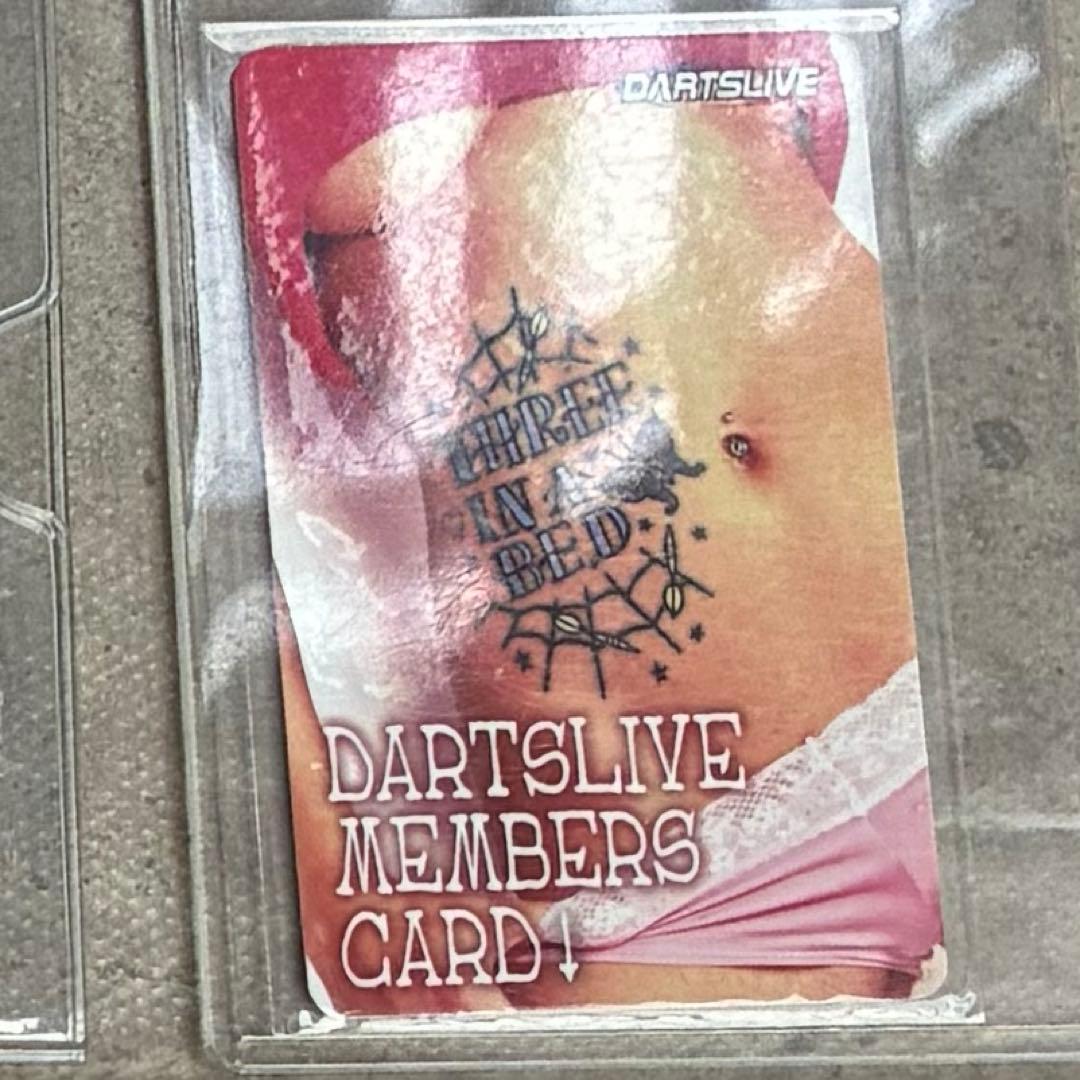 DARTSLIVE
THREE
IN A
BED
DARTSLIVE
MEMBERS
CARD↓